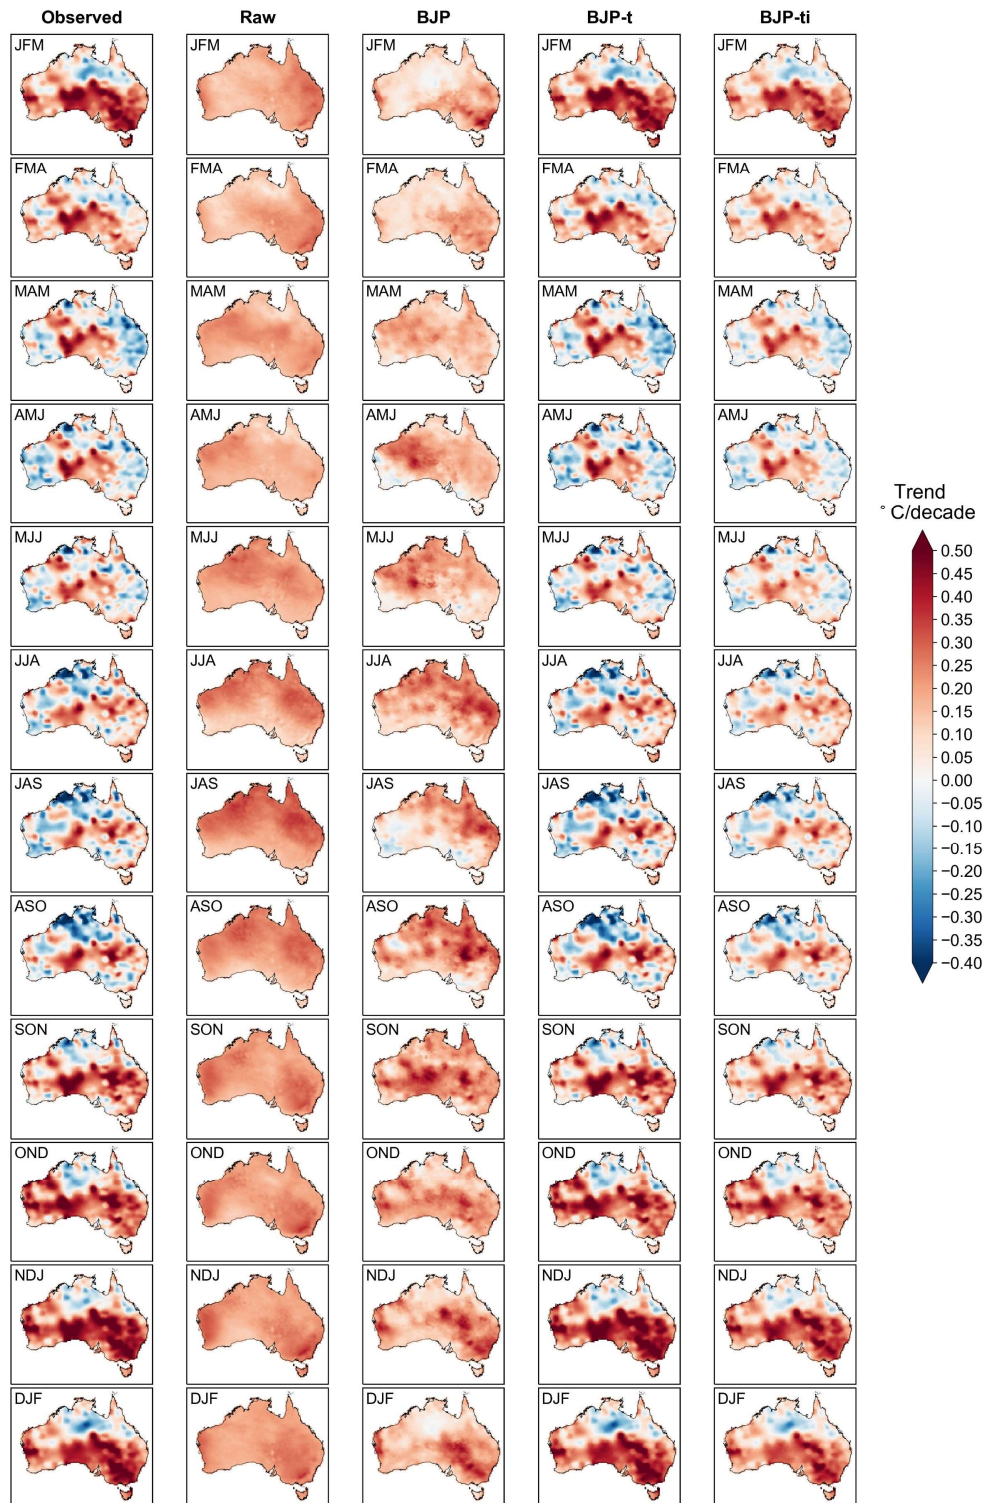 Observed Raw BJP BJP-t BJP-ti
JFM JFM JFM JFM JFM
FMA FMA FMA FMA FMA
MAM MAM MAM MAM MAM
AMJ AMJ AMJ AMJ AMJ
MJJ MJJ MJJ MJJ MJJ
JJA JJA JJA JJA JJA
JAS JAS JAS JAS JAS
ASO ASO ASO ASO ASO
SON SON SON SON SON
OND OND OND OND OND
NDJ NDJ NDJ NDJ NDJ
DJF DJF DJF DJF DJF
Trend
° C/decade
0.50
0.45
0.40
0.35
0.30
0.25
0.20
0.15
0.10
0.05
0.00
−0.05
−0.10
−0.15
−0.20
−0.25
−0.30
−0.35
−0.40